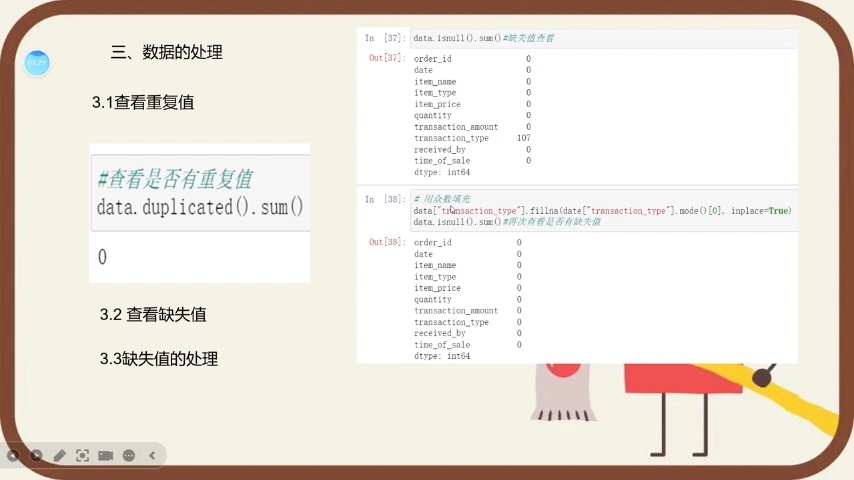 三、数据的处理
01:29
3.1查看重复值
#查看是否有重复值
data.duplicated().sum()
0
3.2 查看缺失值
3.3缺失值的处理
In [37]: data.isnull().sum()#缺失值查看
Out[37]: order_id 0
date 0
item_name 0
item_type 0
item_price 0
quantity 0
transaction_amount 0
transaction_type 107
received_by 0
time_of_sale 0
dtype: int64
In [38]: # 用众数填充
data["transaction_type"].fillna(date["transaction_type"].mode()[0], inplace=True)
data.isnull().sum()#再次查看是否有缺失值
Out[38]: order_id 0
date 0
item_name 0
item_type 0
item_price 0
quantity 0
transaction_amount 0
transaction_type 0
received_by 0
time_of_sale 0
dtype: int64